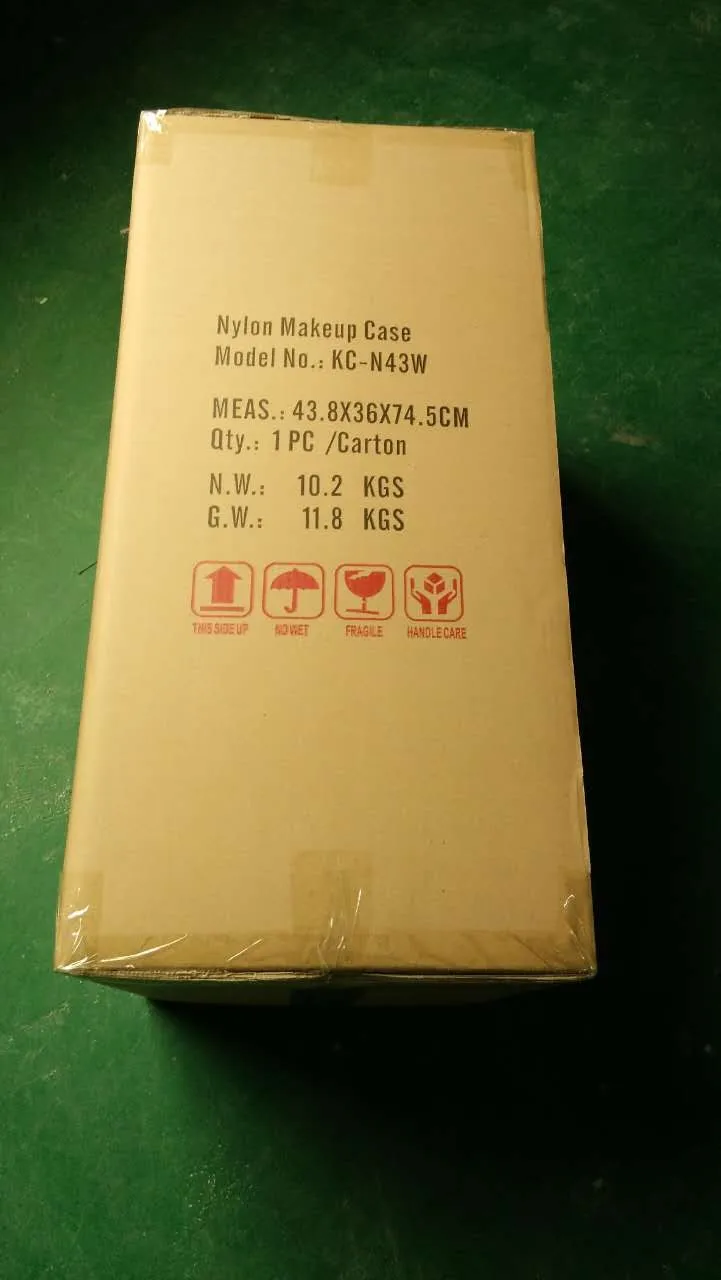 Nylon Makeup Case
Model No.: KC-N43W
MEAS.: 43.8X36X74.5CM
Qty.: 1 PC /Carton
N.W.: 10.2 KGS
G.W.: 11.8 KGS
THIS SIDE UP NO WET FRAGILE HANDLE CARE